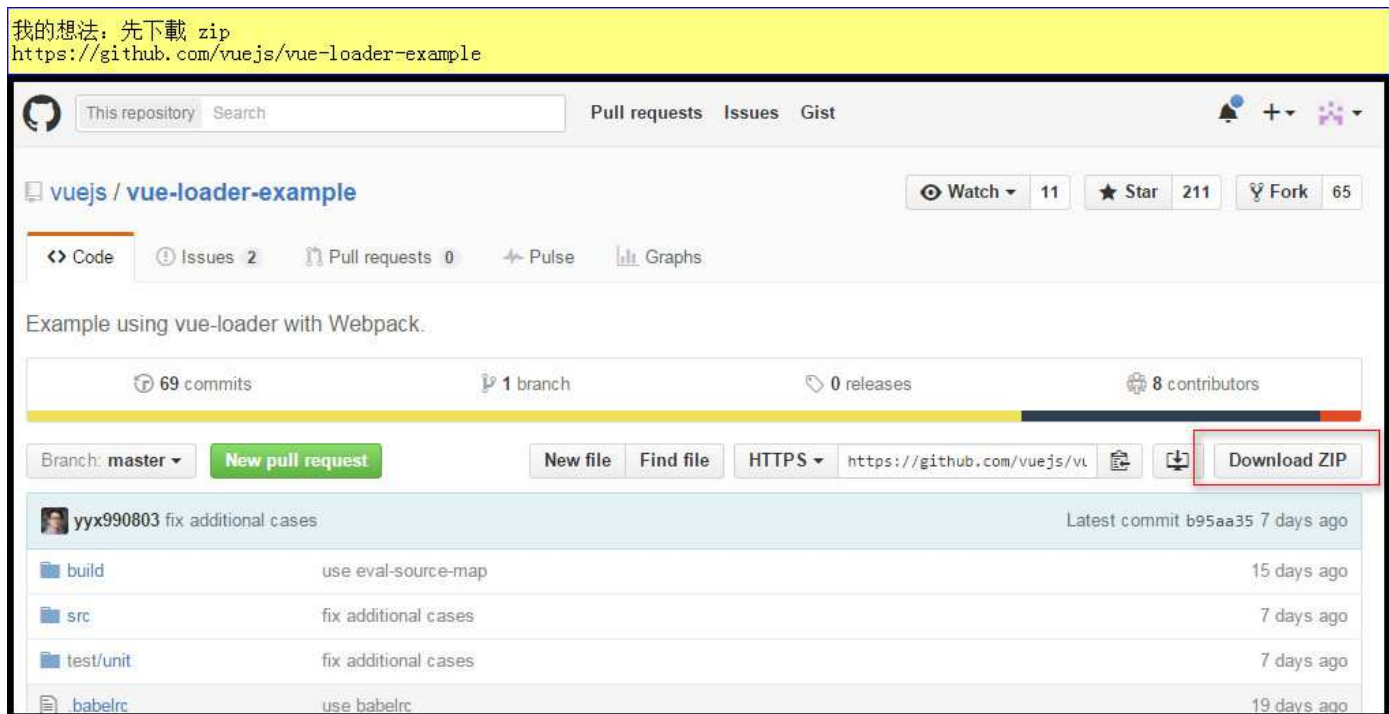 我的想法：先下載 zip
https://github.com/vuejs/vue-loader-example
This repository Search Pull requests Issues Gist
vuejs / vue-loader-example Watch 11 Star 211 Fork 65
Code Issues 2 Pull requests 0 Pulse Graphs
Example using vue-loader with Webpack.
69 commits 1 branch 0 releases 8 contributors
Branch: master New pull request New file Find file HTTPS https://github.com/vuejs/vu Download ZIP
yyx990803 fix additional cases Latest commit b95aa35 7 days ago
build use eval-source-map 15 days ago
src fix additional cases 7 days ago
test/unit fix additional cases 7 days ago
.babelrc use babelrc 19 days ago